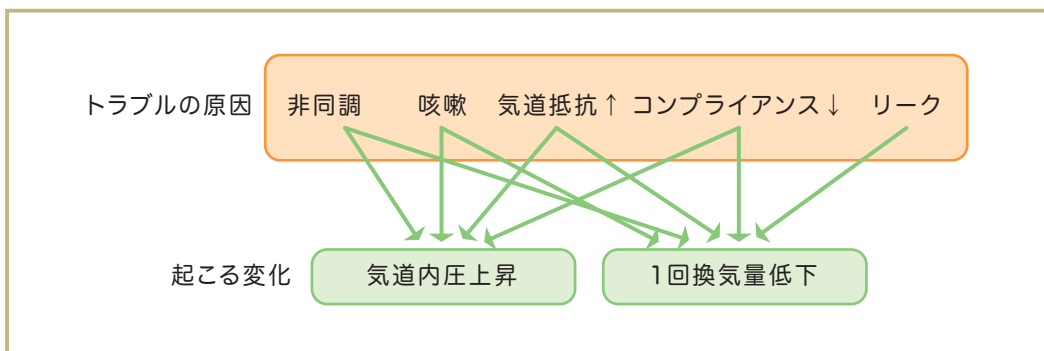 トラブルの原因 非同調 咳嗽 気道抵抗↑ コンプライアンス↓ リーク
起こる変化 気道内圧上昇 1回換気量低下